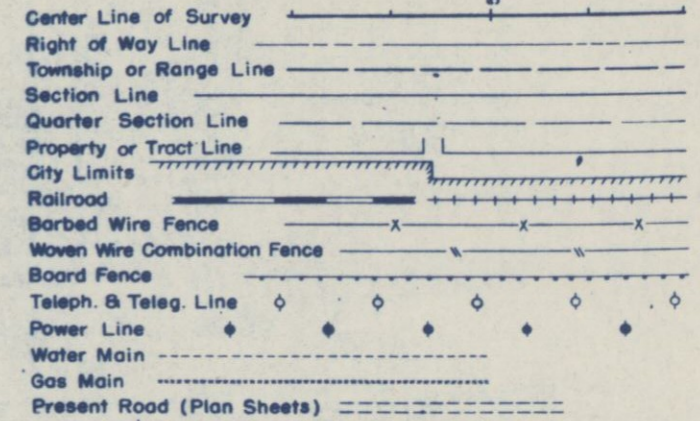 Center Line of Survey
Right of Way Line
Township or Range Line
Section Line
Quarter Section Line
Property or Tract Line
City Limits
Railroad
Barbed Wire Fence
Woven Wire Combination Fence
Board Fence
Teleph. & Teleg. Line
Power Line
Water Main
Gas Main
Present Road (Plan Sheets)